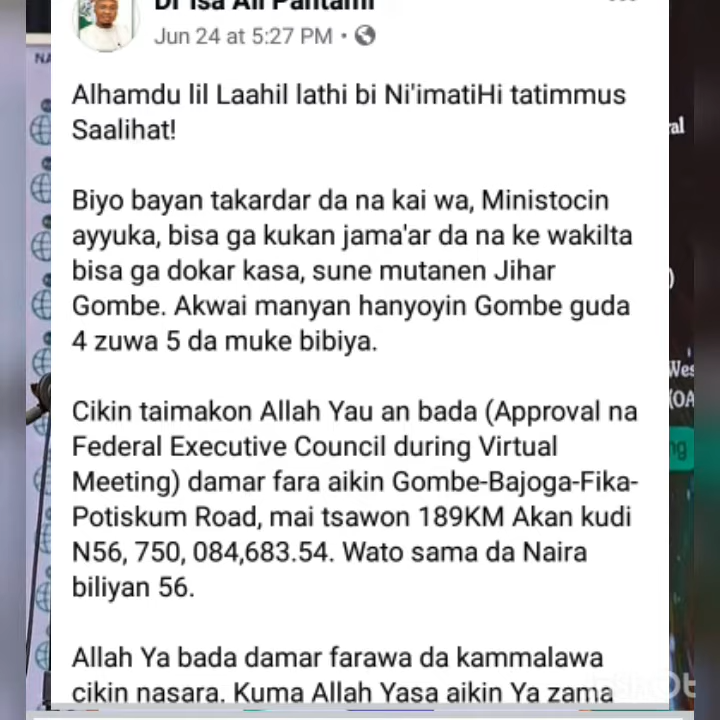 Dr Isa Ali Pantami
Jun 24 at 5:27 PM
Alhamdu lil Laahil lathi bi Ni'imatiHi tatimmus
Saalihat!
Biyo bayan takardar da na kai wa, Ministocin
ayyuka, bisa ga kukan jama'ar da na ke wakilta
bisa ga dokar kasa, sune mutanen Jihar
Gombe. Akwai manyan hanyoyin Gombe guda
4 zuwa 5 da muke bibiya.
Cikin taimakon Allah Yau an bada (Approval na
Federal Executive Council during Virtual
Meeting) damar fara aikin Gombe-Bajoga-Fika-
Potiskum Road, mai tsawon 189KM Akan kudi
N56, 750, 084,683.54. Wato sama da Naira
biliyan 56.
Allah Ya bada damar farawa da kammalawa
cikin nasara. Kuma Allah Yasa aikin Ya zama